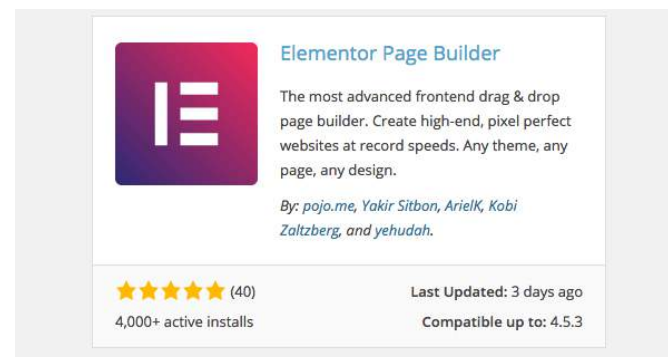 Elementor Page Builder
The most advanced frontend drag & drop
page builder. Create high-end, pixel perfect
websites at record speeds. Any theme, any
page, any design.
By: pojo.me, Yakir Sitbon, ArielK, Kobi
Zaltzberg, and yehudah.
(40)
4,000+ active installs
Last Updated: 3 days ago
Compatible up to: 4.5.3